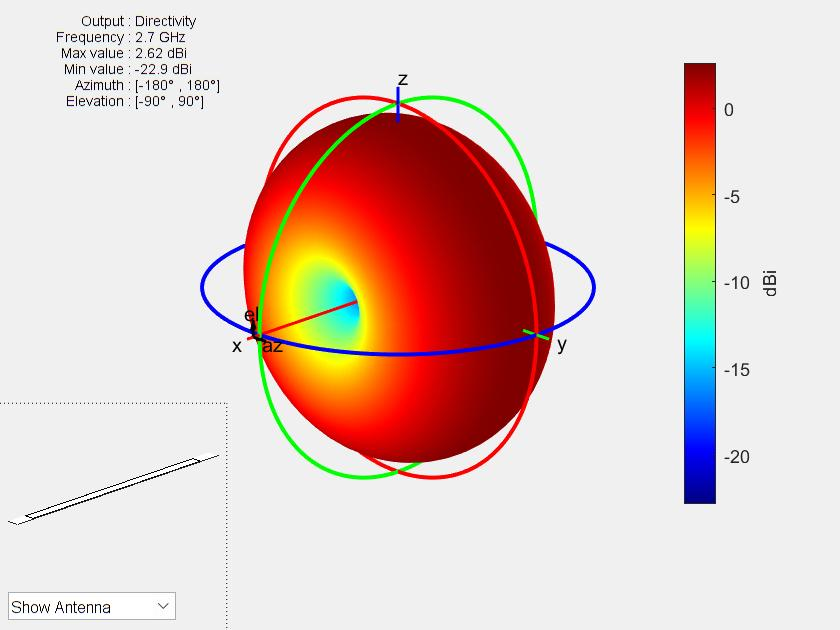 Output : Directivity
Frequency : 2.7 GHz
Max value : 2.62 dBi
Min value : -22.9 dBi
Azimuth : [-180° , 180°]
Elevation : [-90° , 90°]
z
0
-5
-10
-15
-20
dBi
el
x
az
y
Show Antenna